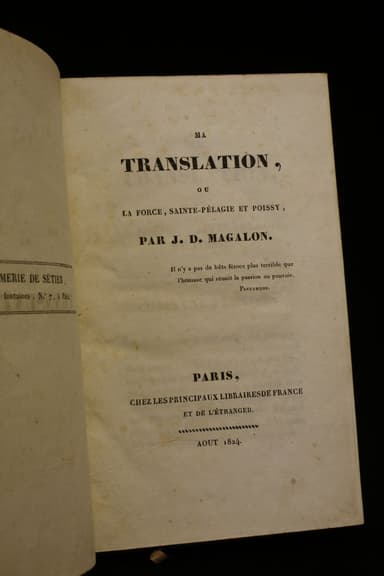 MERIE DE SÉTIER,
fontaines, N.° 7, à Paris
MA
TRANSLATION,
OU
LA FORCE, SAINTE-PÉLAGIE ET POISSY,
PAR J. D. MAGALON.
Il n'y a pas de bête féroce plus terrible que
l'homme qui réunit la passion au pouvoir.
PLUTARQUE.
PARIS,
CHEZ LES PRINCIPAUX LIBRAIRES DE FRANCE
ET DE L'ÉTRANGER.
AOUT 1824.